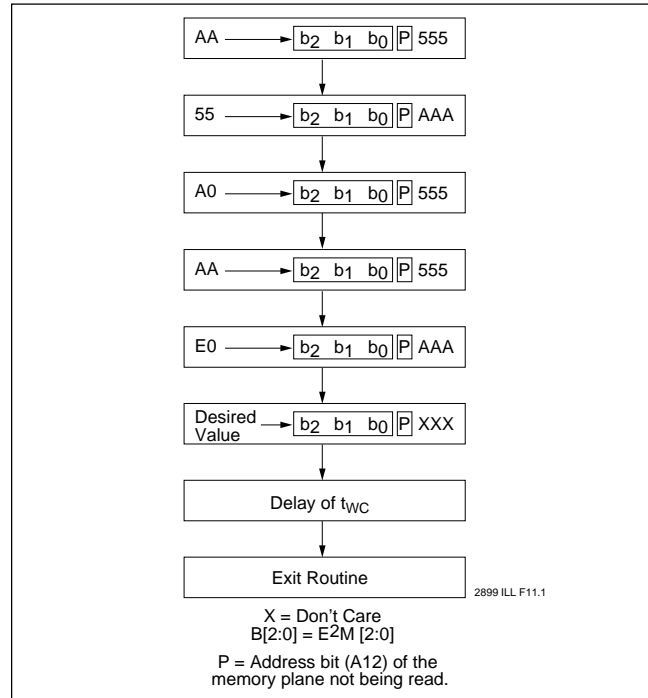 AA b2 b1 b0 P 555
55 b2 b1 b0 P AAA
A0 b2 b1 b0 P 555
AA b2 b1 b0 P 555
E0 b2 b1 b0 P AAA
Desired
Value b2 b1 b0 P XXX
Delay of tWC
Exit Routine
2899 ILL F11.1
X = Don't Care
B[2:0] = E2M [2:0]
P = Address bit (A12) of the
memory plane not being read.